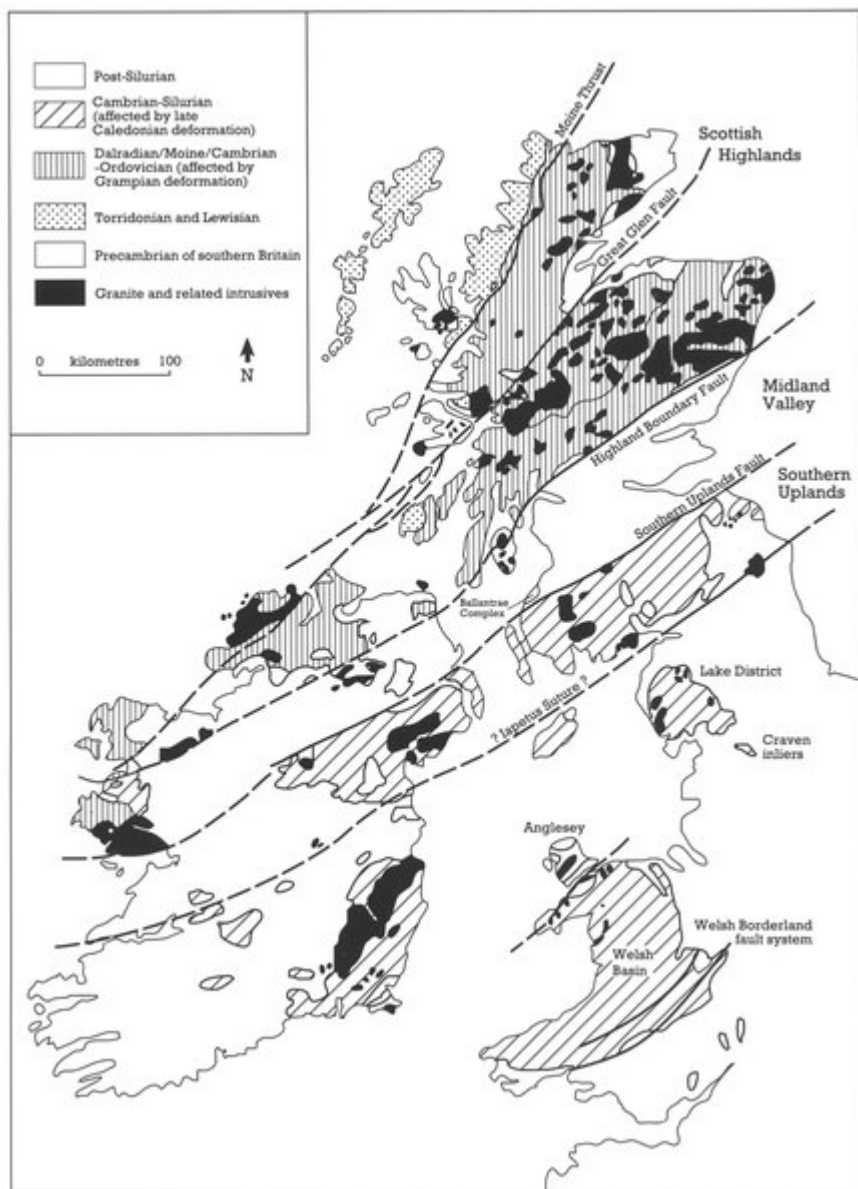 Post-Silurian
Cambrian-Silurian
(affected by late
Caledonian deformation)
Dalradian/Moine/Cambrian
-Ordovician (affected by
Grampian deformation)
Torridonian and Lewisian
Precambrian of southern Britain
Granite and related intrusives
0 kilometres 100
N
Moine Thrust
Scottish
Highlands
Great Glen Fault
Highland Boundary Fault
Midland
Valley
Southern Uplands Fault
Southern
Uplands
Ballantrae
Complex
? Iapetus Suture ?
Lake District
Craven
inliers
Anglesey
Welsh Borderland
fault system
Welsh
Basin